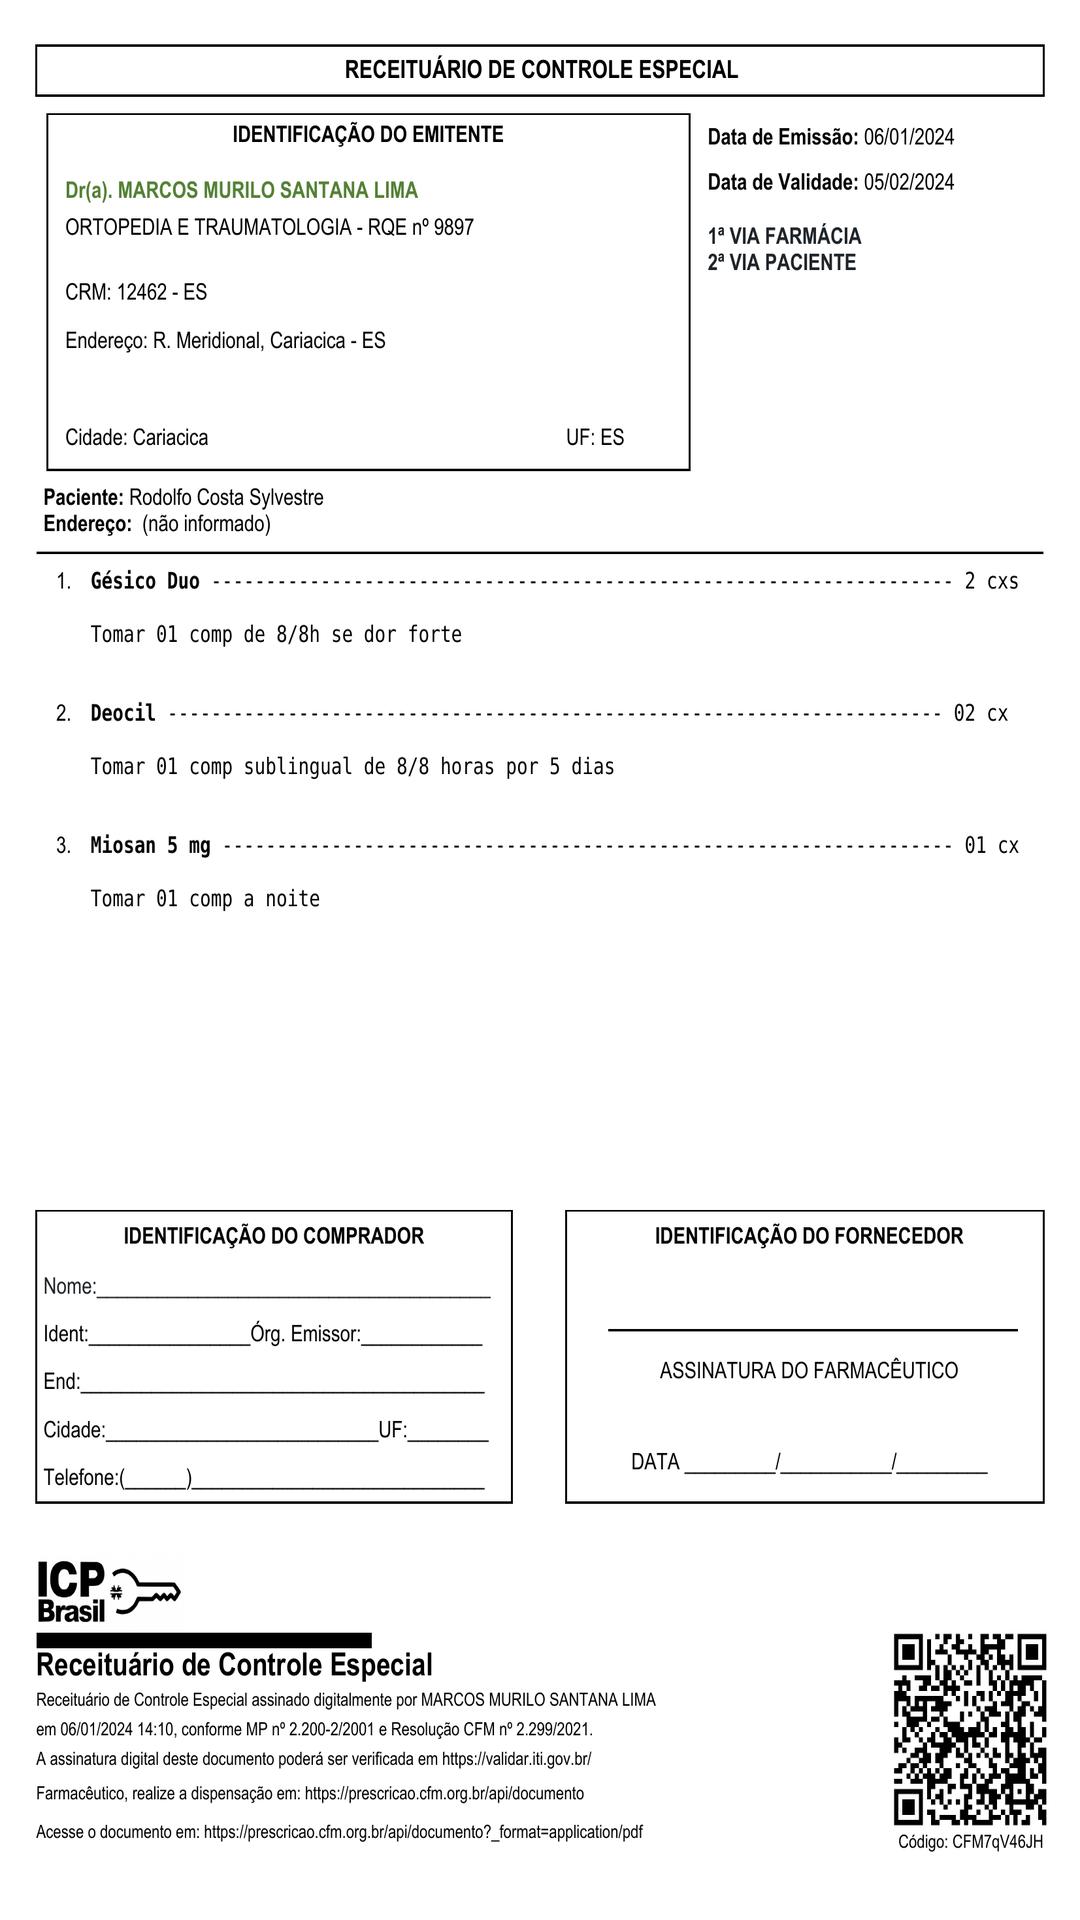 RECEITUÁRIO DE CONTROLE ESPECIAL
IDENTIFICAÇÃO DO EMITENTE
Dr(a). MARCOS MURILO SANTANA LIMA
ORTOPEDIA E TRAUMATOLOGIA - RQE nº 9897
CRM: 12462 - ES
Endereço: R. Meridional, Cariacica - ES
Cidade: Cariacica UF: ES
Data de Emissão: 06/01/2024
Data de Validade: 05/02/2024
1ª VIA FARMÁCIA
2ª VIA PACIENTE
Paciente: Rodolfo Costa Sylvestre
Endereço: (não informado)
1. Gésico Duo -------------------------------------------------------------------- 2 cxs
Tomar 01 comp de 8/8h se dor forte
2. Deocil ----------------------------------------------------------------------- 02 cx
Tomar 01 comp sublingual de 8/8 horas por 5 dias
3. Miosan 5 mg ------------------------------------------------------------------- 01 cx
Tomar 01 comp a noite
IDENTIFICAÇÃO DO COMPRADOR
Nome:_______________________________________
Ident:________________Órg. Emissor:____________
End:________________________________________
Cidade:___________________________UF:________
Telefone:(______)_____________________________
IDENTIFICAÇÃO DO FORNECEDOR
ASSINATURA DO FARMACÊUTICO
DATA _________/___________/_________
ICP
Brasil
Receituário de Controle Especial
Receituário de Controle Especial assinado digitalmente por MARCOS MURILO SANTANA LIMA
em 06/01/2024 14:10, conforme MP nº 2.200-2/2001 e Resolução CFM nº 2.299/2021.
A assinatura digital deste documento poderá ser verificada em https://validar.iti.gov.br/
Farmacêutico, realize a dispensação em: https://prescricao.cfm.org.br/api/documento
Acesse o documento em: https://prescricao.cfm.org.br/api/documento?_format=application/pdf
Código: CFM7qV46JH